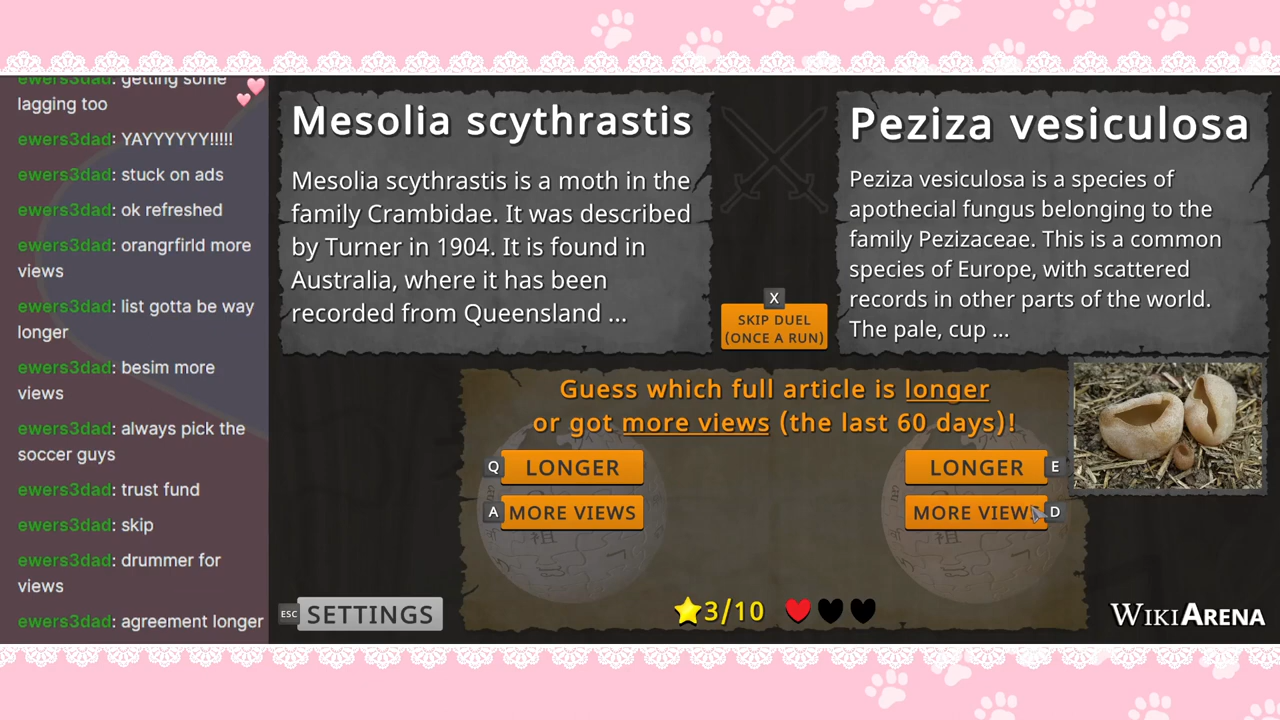 ewers3dad: getting some
lagging too
ewers3dad: YAYYYYYY!!!!!
ewers3dad: stuck on ads
ewers3dad: ok refreshed
ewers3dad: orangrfirld more
views
ewers3dad: list gotta be way
longer
ewers3dad: besim more
views
ewers3dad: always pick the
soccer guys
ewers3dad: trust fund
ewers3dad: skip
ewers3dad: drummer for
views
ewers3dad: agreement longer
Mesolia scythrastis
Mesolia scythrastis is a moth in the
family Crambidae. It was described
by Turner in 1904. It is found in
Australia, where it has been
recorded from Queensland ...
X
SKIP DUEL
(ONCE A RUN)
Peziza vesiculosa
Peziza vesiculosa is a species of
apothecial fungus belonging to the
family Pezizaceae. This is a common
species of Europe, with scattered
records in other parts of the world.
The pale, cup ...
Guess which full article is longer
or got more views (the last 60 days)!
Q LONGER
A MORE VIEWS
LONGER E
MORE VIEWS D
ESC SETTINGS
3/10
WIKIARENA